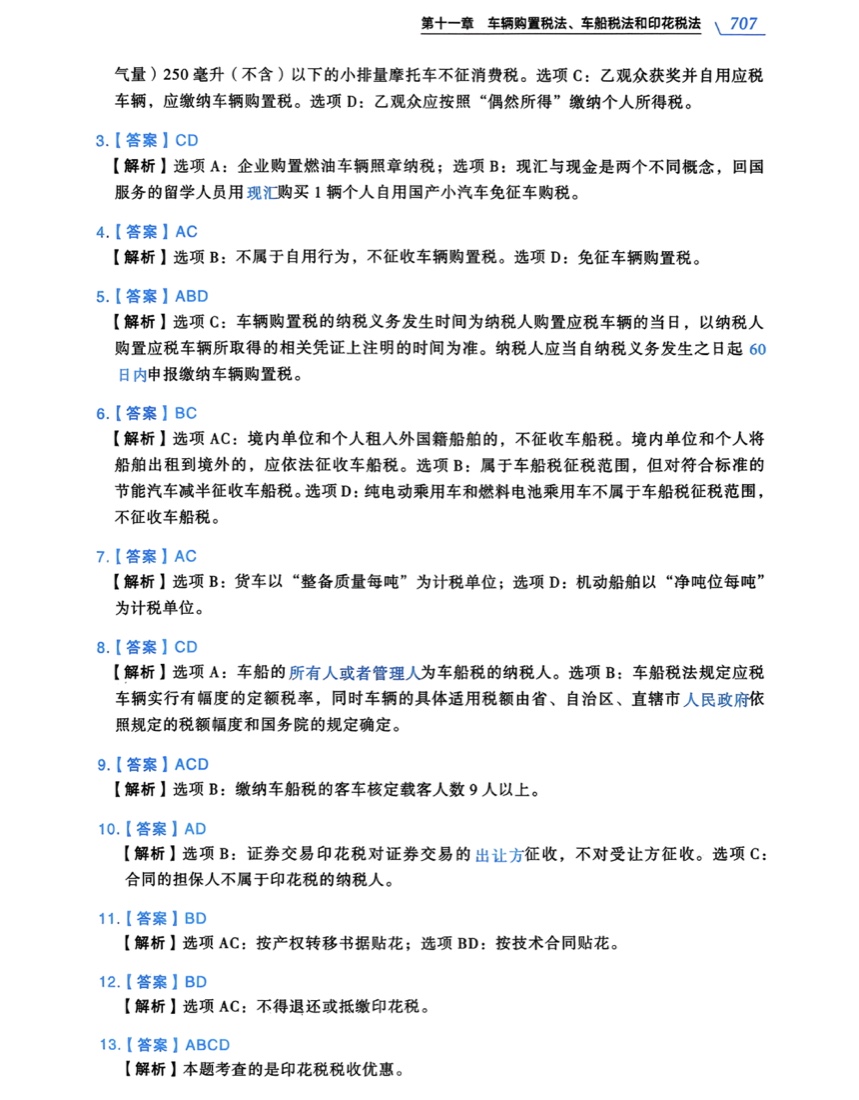 第十一章 车辆购置税法、车船税法和印花税法 707
气量）250 毫升（不含）以下的小排量摩托车不征消费税。选项 C：乙观众获奖并自用应税
车辆，应缴纳车辆购置税。选项 D：乙观众应按照“偶然所得”缴纳个人所得税。
3.【答案】CD
【解析】选项 A：企业购置燃油车辆照章纳税；选项 B：现汇与现金是两个不同概念，回国
服务的留学人员用现汇购买 1 辆个人自用国产小汽车免征车购税。
4.【答案】AC
【解析】选项 B：不属于自用行为，不征收车辆购置税。选项 D：免征车辆购置税。
5.【答案】ABD
【解析】选项 C：车辆购置税的纳税义务发生时间为纳税人购置应税车辆的当日，以纳税人
购置应税车辆所取得的相关凭证上注明的时间为准。纳税人应当自纳税义务发生之日起 60
日内申报缴纳车辆购置税。
6.【答案】BC
【解析】选项 AC：境内单位和个人租入外国籍船舶的，不征收车船税。境内单位和个人将
船舶出租到境外的，应依法征收车船税。选项 B：属于车船税征税范围，但对符合标准的
节能汽车减半征收车船税。选项 D：纯电动乘用车和燃料电池乘用车不属于车船税征税范围，
不征收车船税。
7.【答案】AC
【解析】选项 B：货车以“整备质量每吨”为计税单位；选项 D：机动船舶以“净吨位每吨”
为计税单位。
8.【答案】CD
【解析】选项 A：车船的所有人或者管理人为车船税的纳税人。选项 B：车船税法规定应税
车辆实行有幅度的定额税率，同时车辆的具体适用税额由省、自治区、直辖市人民政府依
照规定的税额幅度和国务院的规定确定。
9.【答案】ACD
【解析】选项 B：缴纳车船税的客车核定载客人数 9 人以上。
10.【答案】AD
【解析】选项 B：证券交易印花税对证券交易的出让方征收，不对受让方征收。选项 C：
合同的担保人不属于印花税的纳税人。
11.【答案】BD
【解析】选项 AC：按产权转移书据贴花；选项 BD：按技术合同贴花。
12.【答案】BD
【解析】选项 AC：不得退还或抵缴印花税。
13.【答案】ABCD
【解析】本题考查的是印花税税收优惠。